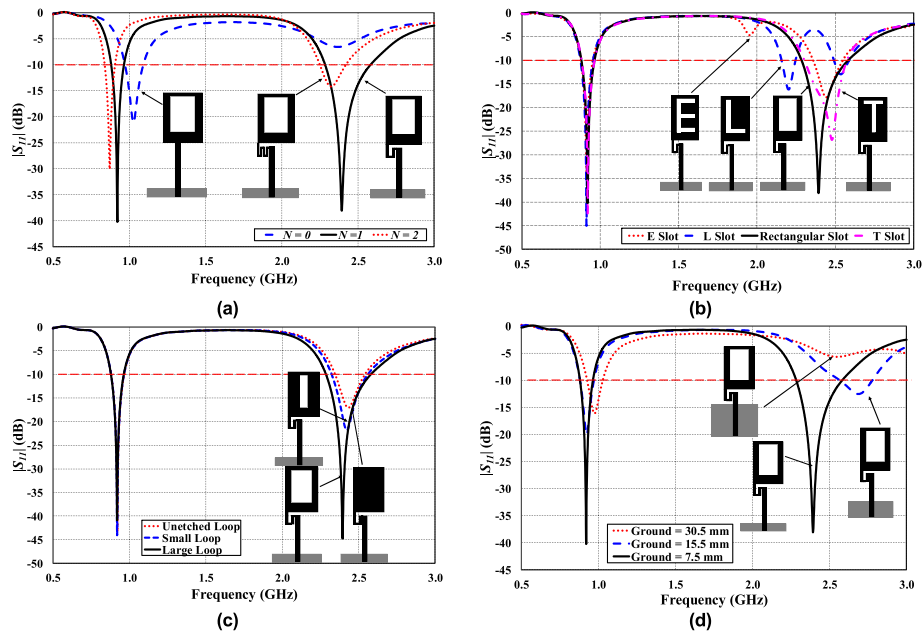 (a)
0
-5
-10
-15
-20
-25
-30
-35
-40
-45
|S11| (dB)
0.5 1.0 1.5 2.0 2.5 3.0
Frequency (GHz)
N = 0 N=1 N = 2
(b)
0
-5
-10
-15
-20
-25
-30
-35
-40
-45
-50
|S11| (dB)
0.5 1.0 1.5 2.0 2.5 3.0
Frequency (GHz)
E Slot L Slot Rectangular Slot T Slot
(c)
0
-5
-10
-15
-20
-25
-30
-35
-40
-45
-50
|S11| (dB)
0.5 1.0 1.5 2.0 2.5 3.0
Frequency (GHz)
Unetched Loop
Small Loop
Large Loop
(d)
0
-5
-10
-15
-20
-25
-30
-35
-40
-45
|S11| (dB)
0.5 1.0 1.5 2.0 2.5 3.0
Frequency (GHz)
Ground = 30.5 mm
Ground = 15.5 mm
Ground = 7.5 mm